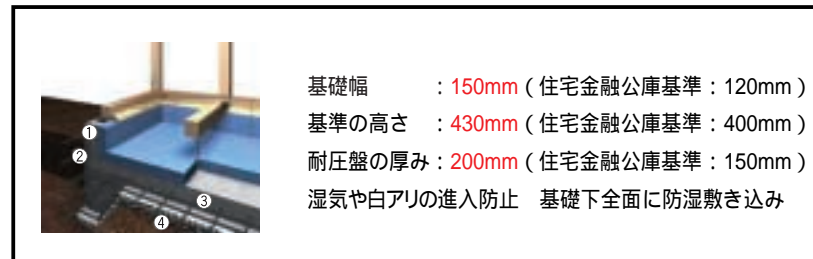 基礎幅　　：150mm（住宅金融公庫基準：120mm）
基準の高さ　：430mm（住宅金融公庫基準：400mm）
耐圧盤の厚み：200mm（住宅金融公庫基準：150mm）
湿気や白アリの進入防止　基礎下全面に防湿敷き込み
①
②
③
④